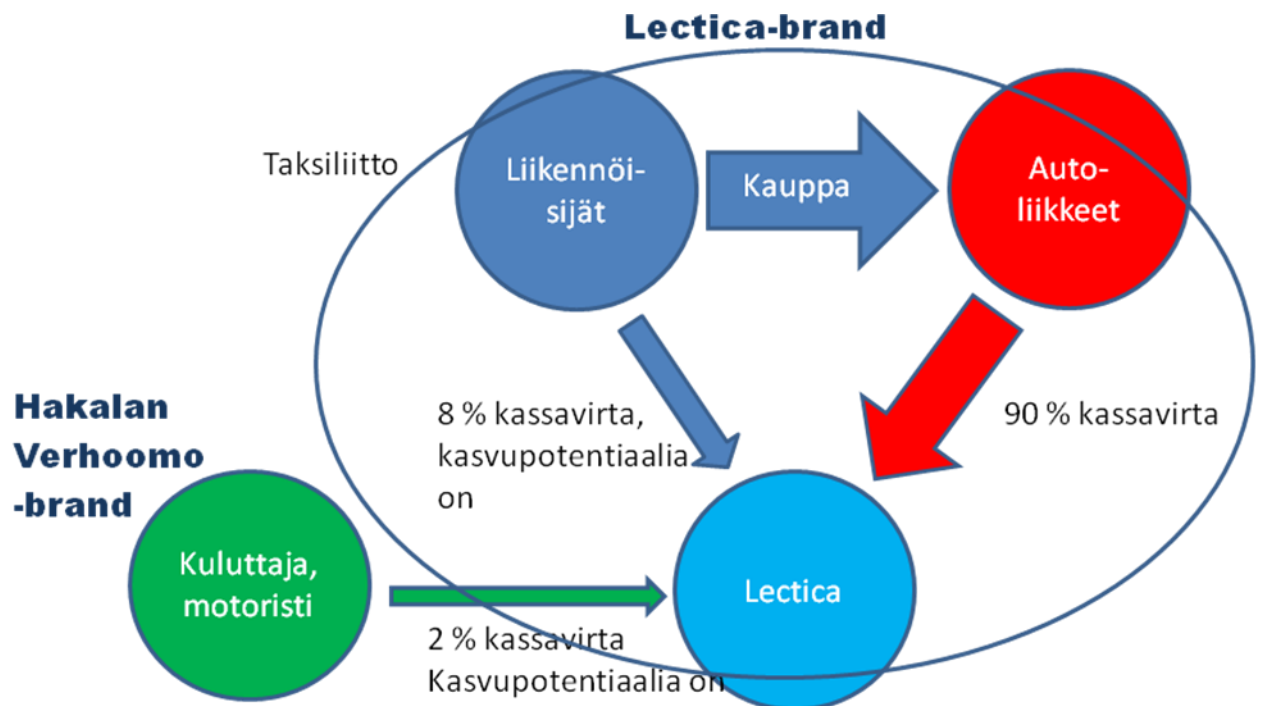 Lectica-brand
Taksiliitto
Liikennöi-
sijät
Kauppa
Auto-
liikkeet
8 % kassavirta,
kasvupotentiaalia
on
90 % kassavirta
Hakalan
Verhoomo
-brand
Kuluttaja,
motoristi
Lectica
2 % kassavirta
Kasvupotentiaalia on